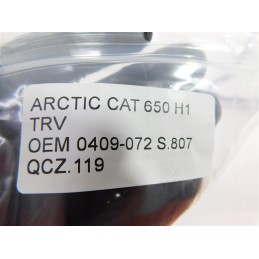 ARCTIC CAT 650 H1
TRV
OEM 0409-072 S.807
QCZ.119